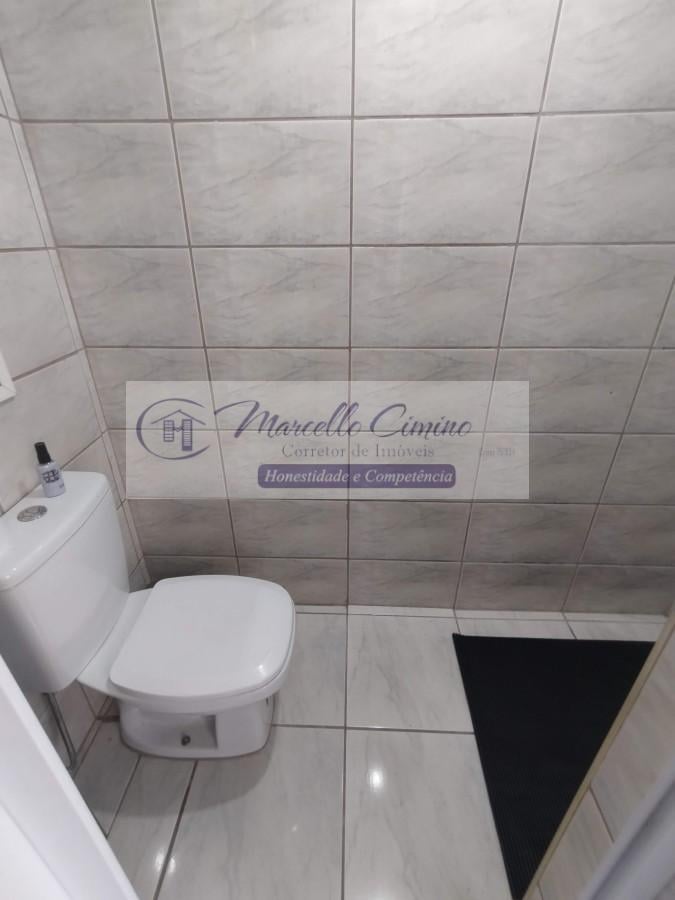 Marcello Cimino
Corretor de Imóveis
Honestidade e Competência